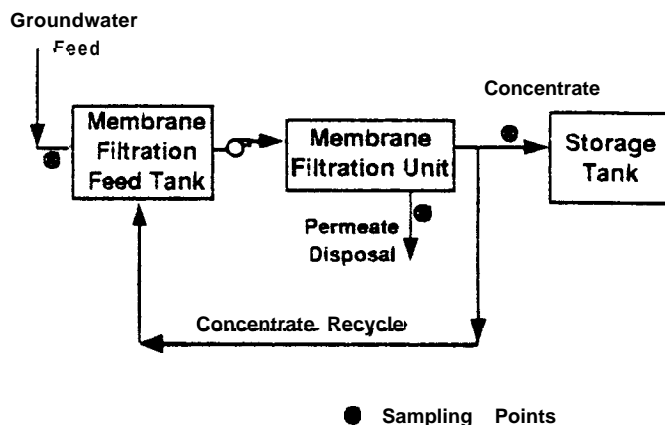 Groundwater
Feed
Concentrate
Membrane
Filtration
Feed Tank
Membrane
Filtration Unit
Storage
Tank
Permeate
Disposal
Concentrate Recycle
Sampling Points